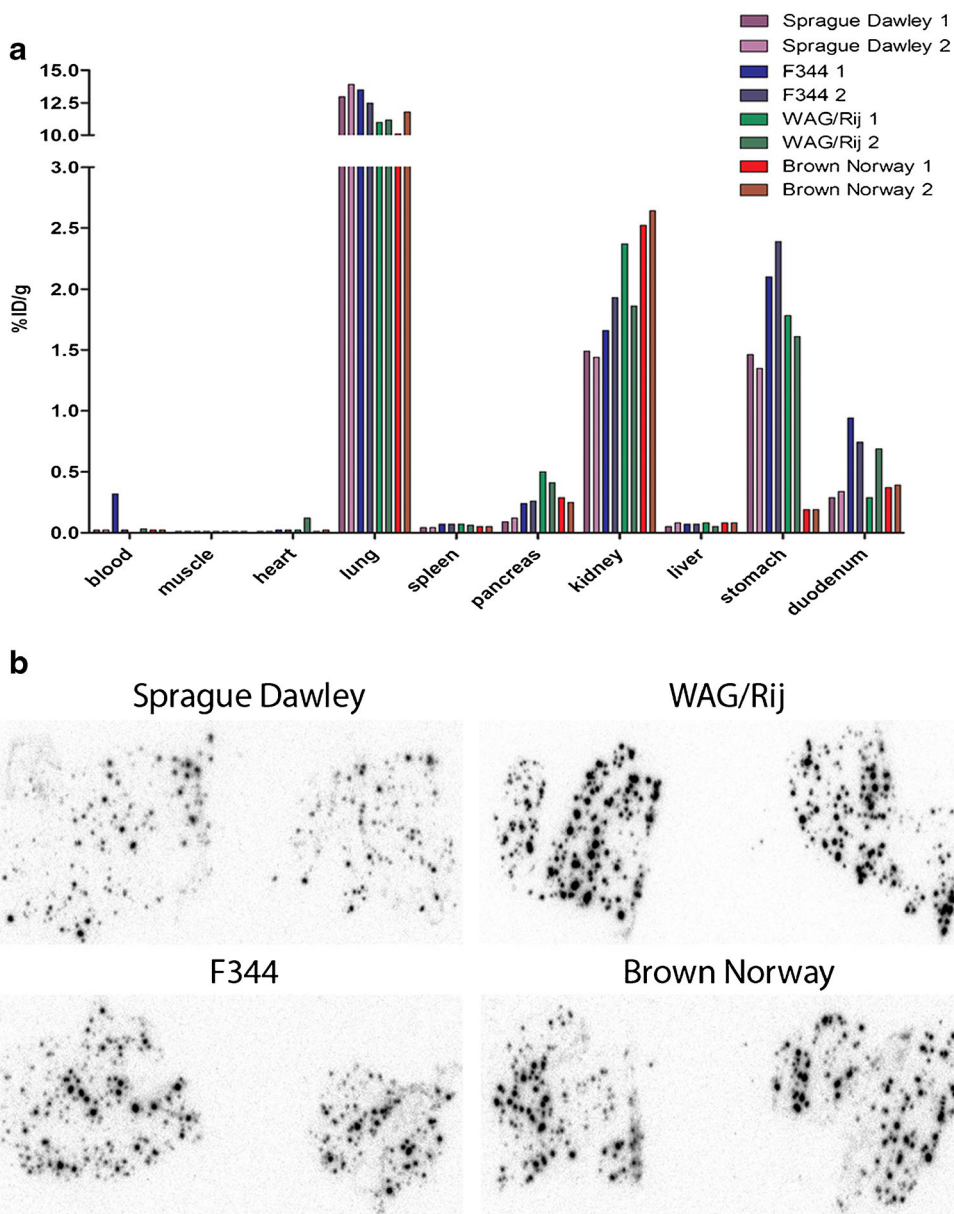 a
Sprague Dawley 1
Sprague Dawley 2
F344 1
F344 2
WAG/Rij 1
WAG/Rij 2
Brown Norway 1
Brown Norway 2
15.0
12.5
10.0
3.0
2.5
2.0
1.5
1.0
0.5
0.0
%ID/g
blood
muscle
heart
lung
spleen
pancreas
kidney
liver
stomach
duodenum
b
Sprague Dawley
WAG/Rij
F344
Brown Norway